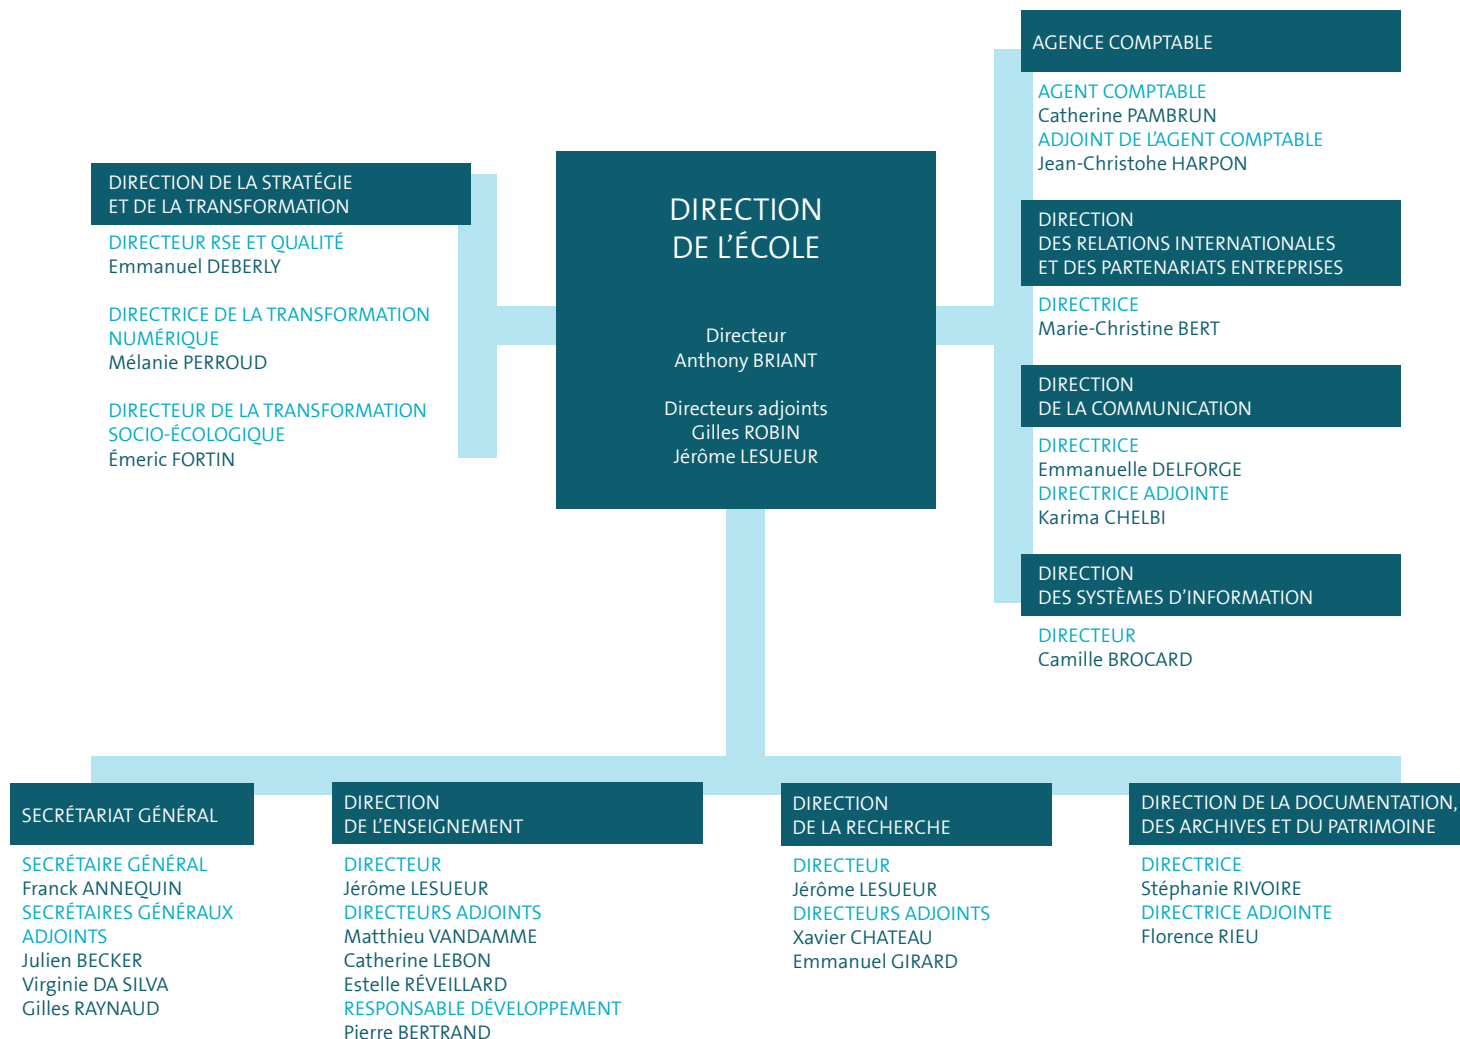 AGENCE COMPTABLE
AGENT COMPTABLE
Catherine PAMBRUN
ADJOINT DE L'AGENT COMPTABLE
Jean-Christohe HARPON
DIRECTION DE LA STRATÉGIE
ET DE LA TRANSFORMATION
DIRECTEUR RSE ET QUALITÉ
Emmanuel DEBERLY
DIRECTRICE DE LA TRANSFORMATION
NUMÉRIQUE
Mélanie PERROUD
DIRECTEUR DE LA TRANSFORMATION
SOCIO-ÉCOLOGIQUE
Émeric FORTIN
DIRECTION
DE L'ÉCOLE
Directeur
Anthony BRIANT
Directeurs adjoints
Gilles ROBIN
Jérôme LESUEUR
DIRECTION
DES RELATIONS INTERNATIONALES
ET DES PARTENARIATS ENTREPRISES
DIRECTRICE
Marie-Christine BERT
DIRECTION
DE LA COMMUNICATION
DIRECTRICE
Emmanuelle DELFORGE
DIRECTRICE ADJOINTE
Karima CHELBI
DIRECTION
DES SYSTÈMES D'INFORMATION
DIRECTEUR
Camille BROCARD
SECRÉTARIAT GÉNÉRAL
SECRÉTAIRE GÉNÉRAL
Franck ANNEQUIN
SECRÉTAIRES GÉNÉRAUX
ADJOINTS
Julien BECKER
Virginie DA SILVA
Gilles RAYNAUD
DIRECTION
DE L'ENSEIGNEMENT
DIRECTEUR
Jérôme LESUEUR
DIRECTEURS ADJOINTS
Matthieu VANDAMME
Catherine LEBON
Estelle RÉVEILLARD
RESPONSABLE DÉVELOPPEMENT
Pierre BERTRAND
DIRECTION
DE LA RECHERCHE
DIRECTEUR
Jérôme LESUEUR
DIRECTEURS ADJOINTS
Xavier CHATEAU
Emmanuel GIRARD
DIRECTION DE LA DOCUMENTATION,
DES ARCHIVES ET DU PATRIMOINE
DIRECTRICE
Stéphanie RIVOIRE
DIRECTRICE ADJOINTE
Florence RIEU